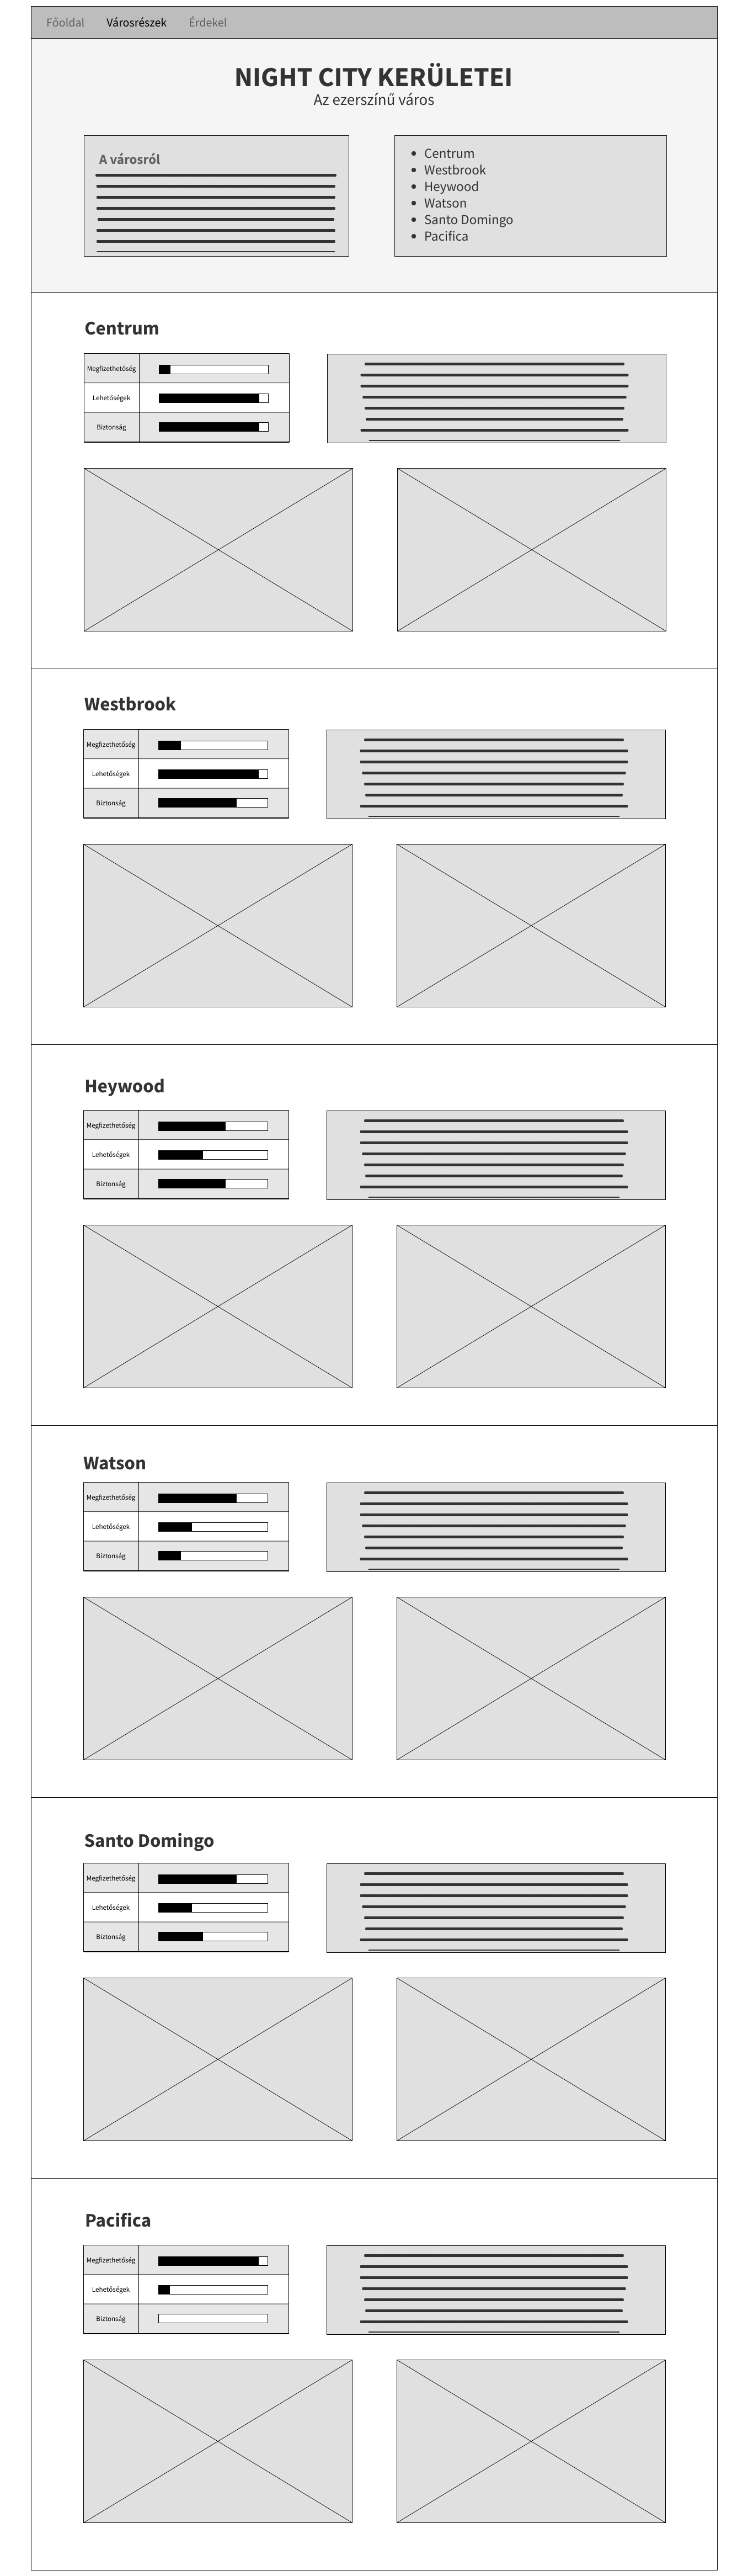 Főoldal Városrészek Érdekel
NIGHT CITY KERÜLETEI
Az ezerszínű város
A városról
Centrum
Westbrook
Heywood
Watson
Santo Domingo
Pacifica
Centrum
Megfizethetőség
Lehetőségek
Biztonság
Westbrook
Megfizethetőség
Lehetőségek
Biztonság
Heywood
Megfizethetőség
Lehetőségek
Biztonság
Watson
Megfizethetőség
Lehetőségek
Biztonság
Santo Domingo
Megfizethetőség
Lehetőségek
Biztonság
Pacifica
Megfizethetőség
Lehetőségek
Biztonság